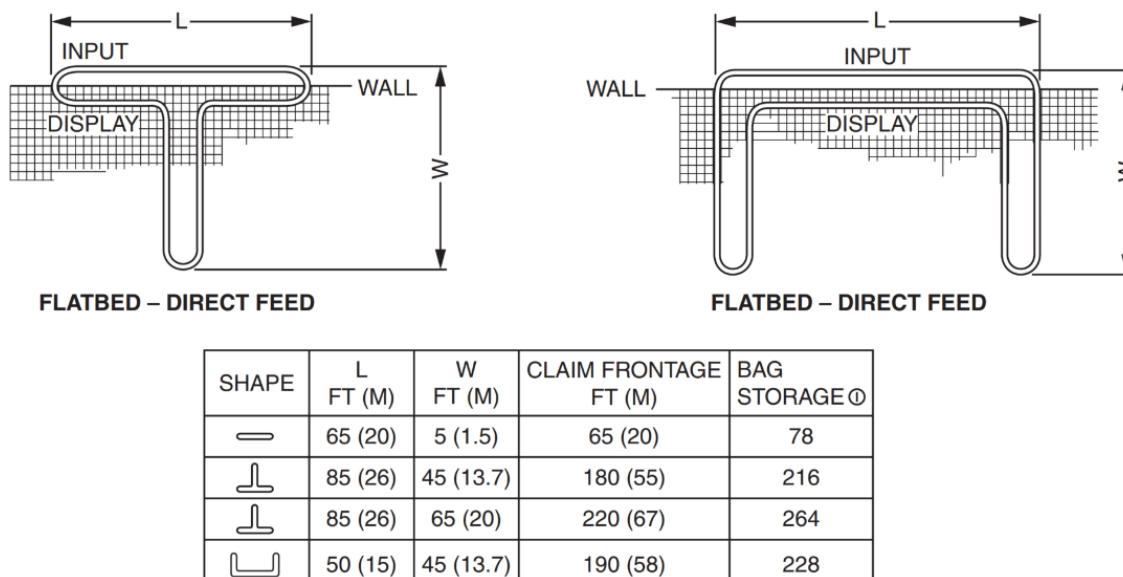 L
INPUT
WALL
DISPLAY
W
FLATBED – DIRECT FEED
L
INPUT
WALL
DISPLAY
W
FLATBED – DIRECT FEED
SHAPE L FT (M) W FT (M) CLAIM FRONTAGE FT (M) BAG STORAGE ①
65 (20) 5 (1.5) 65 (20) 78
85 (26) 45 (13.7) 180 (55) 216
85 (26) 65 (20) 220 (67) 264
50 (15) 45 (13.7) 190 (58) 228